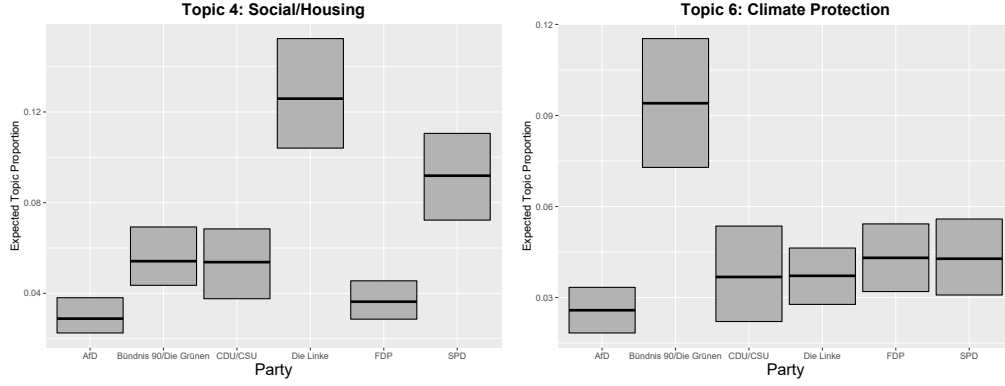 Topic 4: Social/Housing
Expected Topic Proportion
0.12
0.08
0.04
AfD Bündnis 90/Die Grünen CDU/CSU Die Linke FDP SPD
Party
Topic 6: Climate Protection
Expected Topic Proportion
0.12
0.09
0.06
0.03
AfD Bündnis 90/Die Grünen CDU/CSU Die Linke FDP SPD
Party